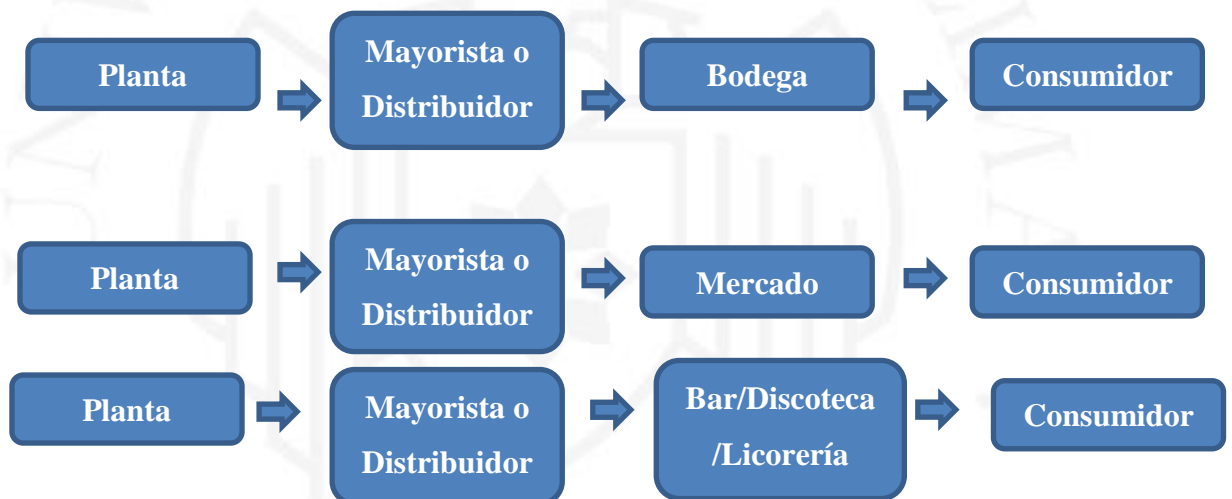 Planta
Mayorista o
Distribuidor
Bodega
Consumidor
Planta
Mayorista o
Distribuidor
Mercado
Consumidor
Planta
Mayorista o
Distribuidor
Bar/Discoteca
/Licorería
Consumidor